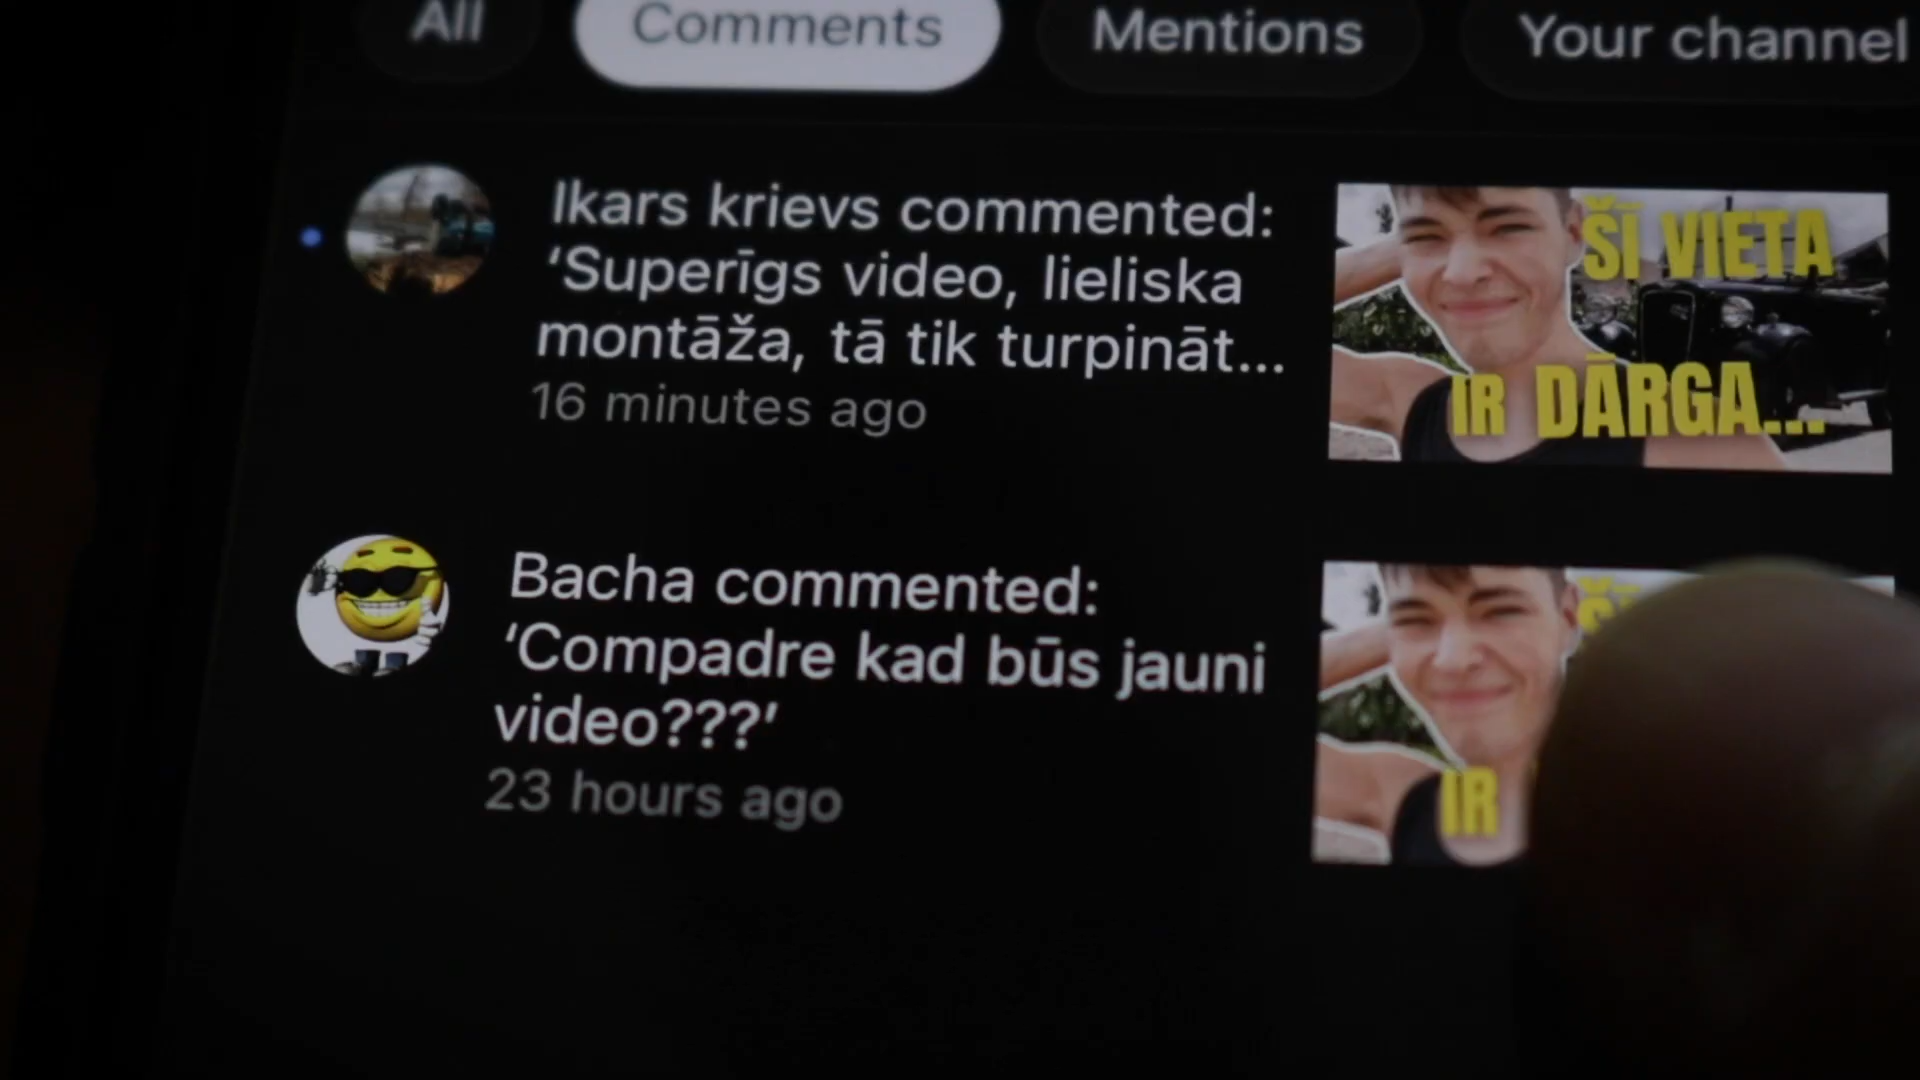 All
Comments
Mentions
Your channel
Ikars krievs commented:
‘Superīgs video, lieliska
montāža, tā tik turpināt...
16 minutes ago
ŠĪ VIETA
IR DĀRGA...
Bacha commented:
‘Compadre kad būs jauni
video???’
23 hours ago
IR